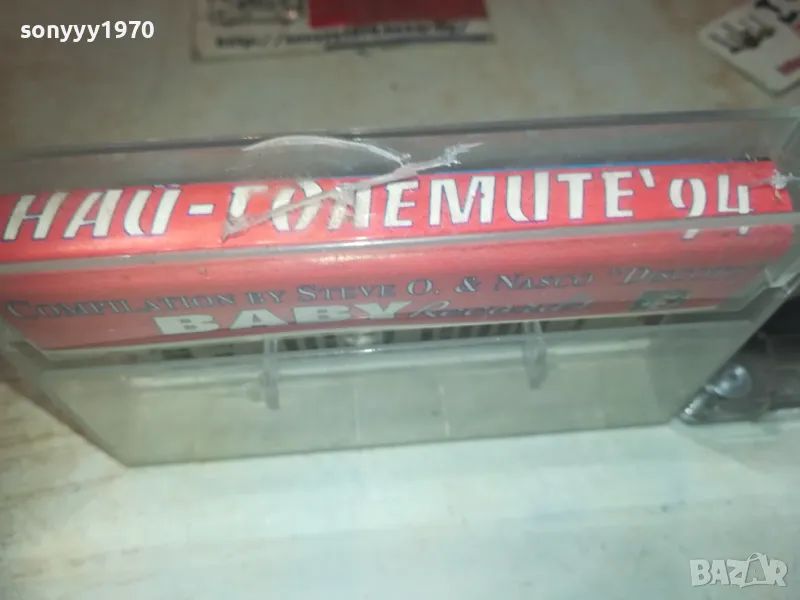 sonyyy1970
НАЙ-ГОЛЕМИТЕ '94
COMPILATION BY STEVE O. & NASCO
BABY Records
BAZAR